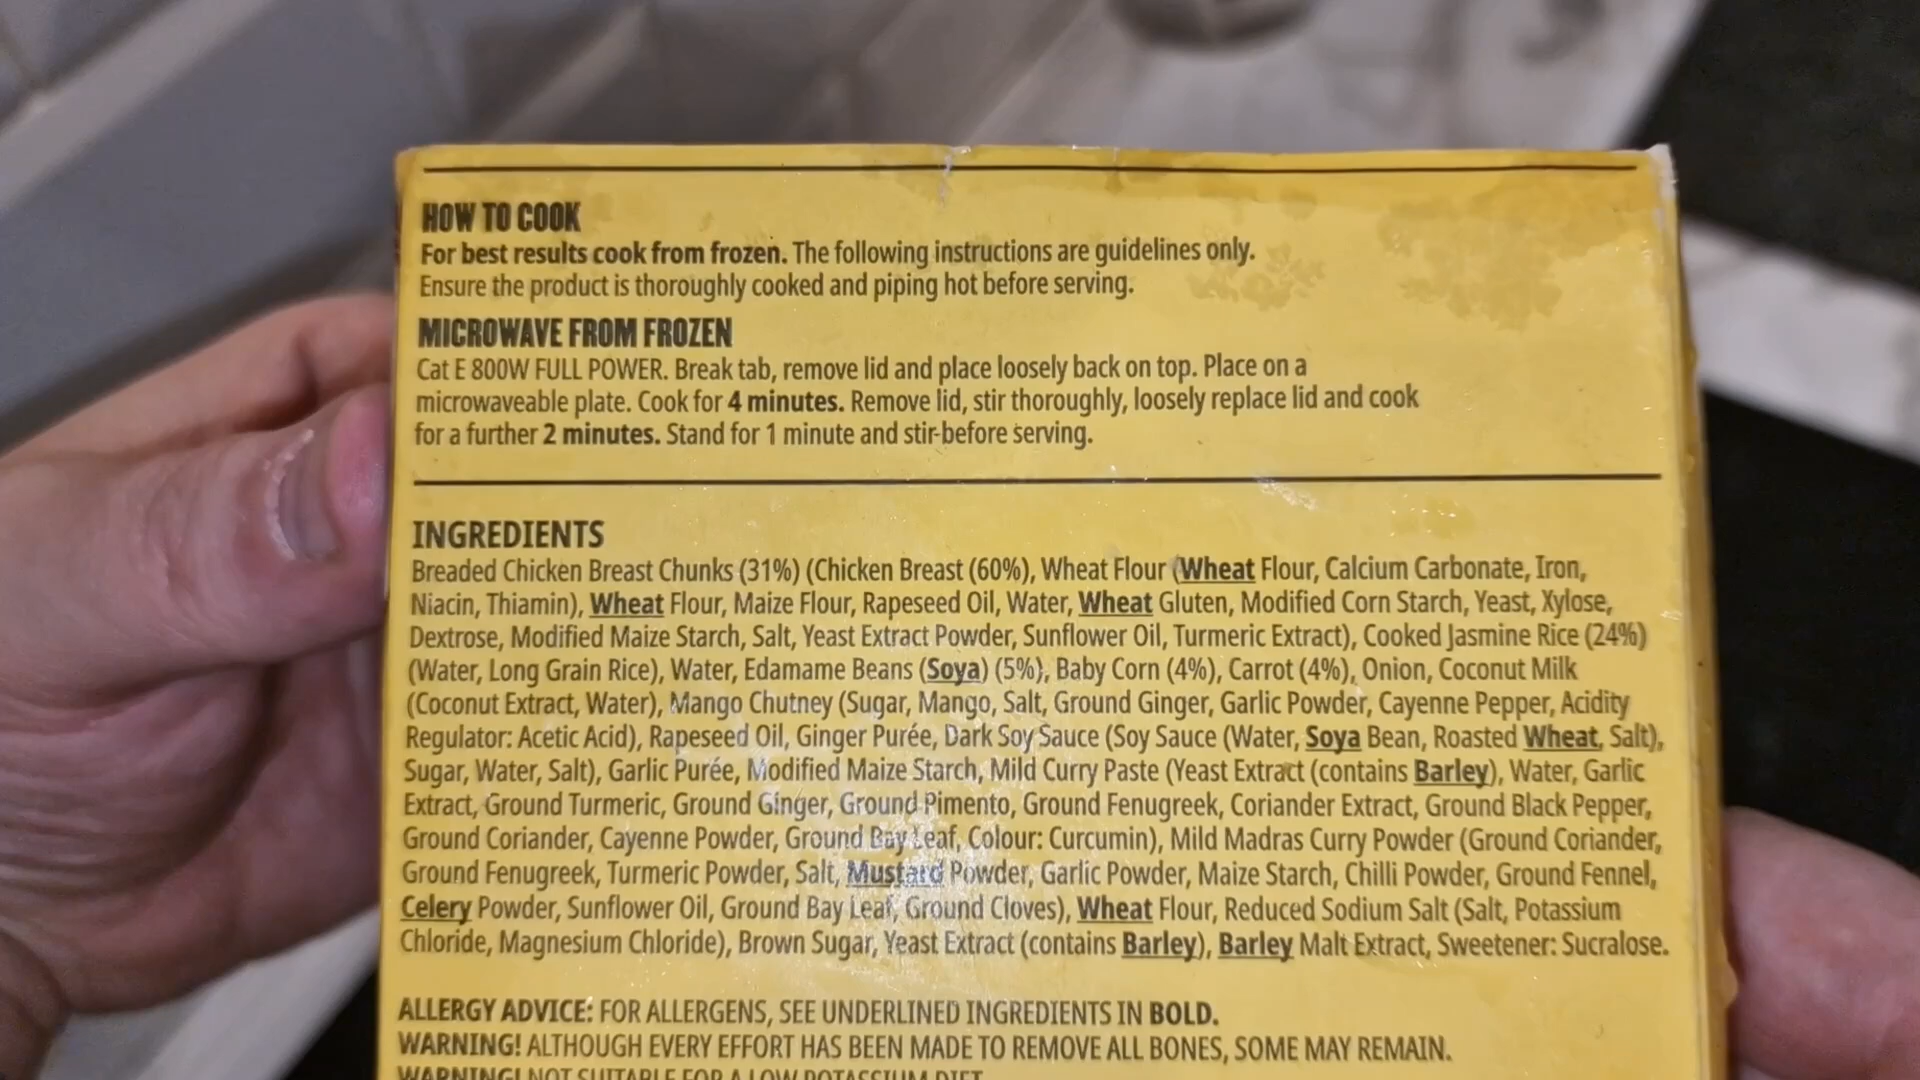 HOW TO COOK
For best results cook from frozen. The following instructions are guidelines only.
Ensure the product is thoroughly cooked and piping hot before serving.
MICROWAVE FROM FROZEN
Cat E 800W FULL POWER. Break tab, remove lid and place loosely back on top. Place on a
microwaveable plate. Cook for 4 minutes. Remove lid, stir thoroughly, loosely replace lid and cook
for a further 2 minutes. Stand for 1 minute and stir before serving.
INGREDIENTS
Breaded Chicken Breast Chunks (31%) (Chicken Breast (60%), Wheat Flour (Wheat Flour, Calcium Carbonate, Iron,
Niacin, Thiamin), Wheat Flour, Maize Flour, Rapeseed Oil, Water, Wheat Gluten, Modified Corn Starch, Yeast, Xylose,
Dextrose, Modified Maize Starch, Salt, Yeast Extract Powder, Sunflower Oil, Turmeric Extract), Cooked Jasmine Rice (24%)
(Water, Long Grain Rice), Water, Edamame Beans (Soya) (5%), Baby Corn (4%), Carrot (4%), Onion, Coconut Milk
(Coconut Extract, Water), Mango Chutney (Sugar, Mango, Salt, Ground Ginger, Garlic Powder, Cayenne Pepper, Acidity
Regulator: Acetic Acid), Rapeseed Oil, Ginger Purée, Dark Soy Sauce (Soy Sauce (Water, Soya Bean, Roasted Wheat, Salt),
Sugar, Water, Salt), Garlic Purée, Modified Maize Starch, Mild Curry Paste (Yeast Extract (contains Barley), Water, Garlic
Extract, Ground Turmeric, Ground Ginger, Ground Pimento, Ground Fenugreek, Coriander Extract, Ground Black Pepper,
Ground Coriander, Cayenne Powder, Ground Bay Leaf, Colour: Curcumin), Mild Madras Curry Powder (Ground Coriander,
Ground Fenugreek, Turmeric Powder, Salt, Mustard Powder, Garlic Powder, Maize Starch, Chilli Powder, Ground Fennel,
Celery Powder, Sunflower Oil, Ground Bay Leaf, Ground Cloves), Wheat Flour, Reduced Sodium Salt (Salt, Potassium
Chloride, Magnesium Chloride), Brown Sugar, Yeast Extract (contains Barley), Barley Malt Extract, Sweetener: Sucralose.
ALLERGY ADVICE: FOR ALLERGENS, SEE UNDERLINED INGREDIENTS IN BOLD.
WARNING! ALTHOUGH EVERY EFFORT HAS BEEN MADE TO REMOVE ALL BONES, SOME MAY REMAIN.
WARNING! NOT SUITABLE FOR A LOW POTASSIUM DIET